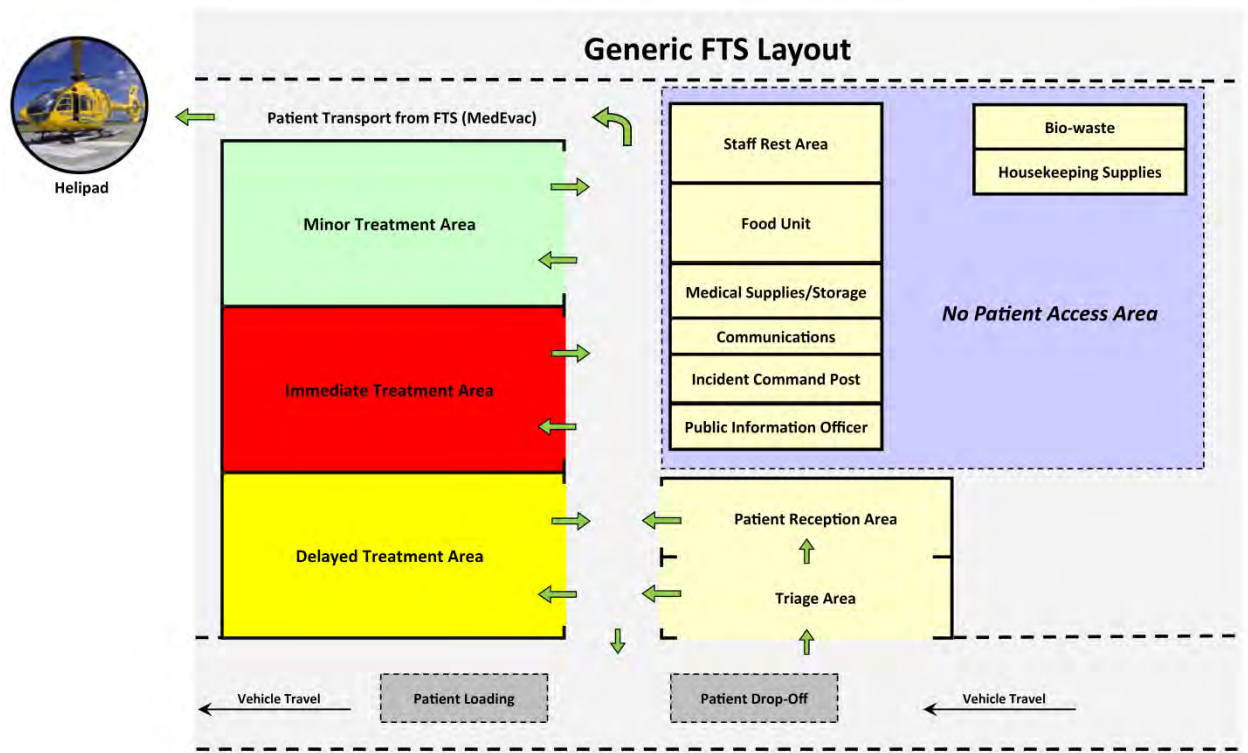 Generic FTS Layout
Patient Transport from FTS (MedEvac)
Helipad
Minor Treatment Area
Immediate Treatment Area
Delayed Treatment Area
Staff Rest Area
Food Unit
Medical Supplies/Storage
Communications
Incident Command Post
Public Information Officer
Bio-waste
Housekeeping Supplies
No Patient Access Area
Patient Reception Area
Triage Area
Vehicle Travel
Patient Loading
Patient Drop-Off
Vehicle Travel